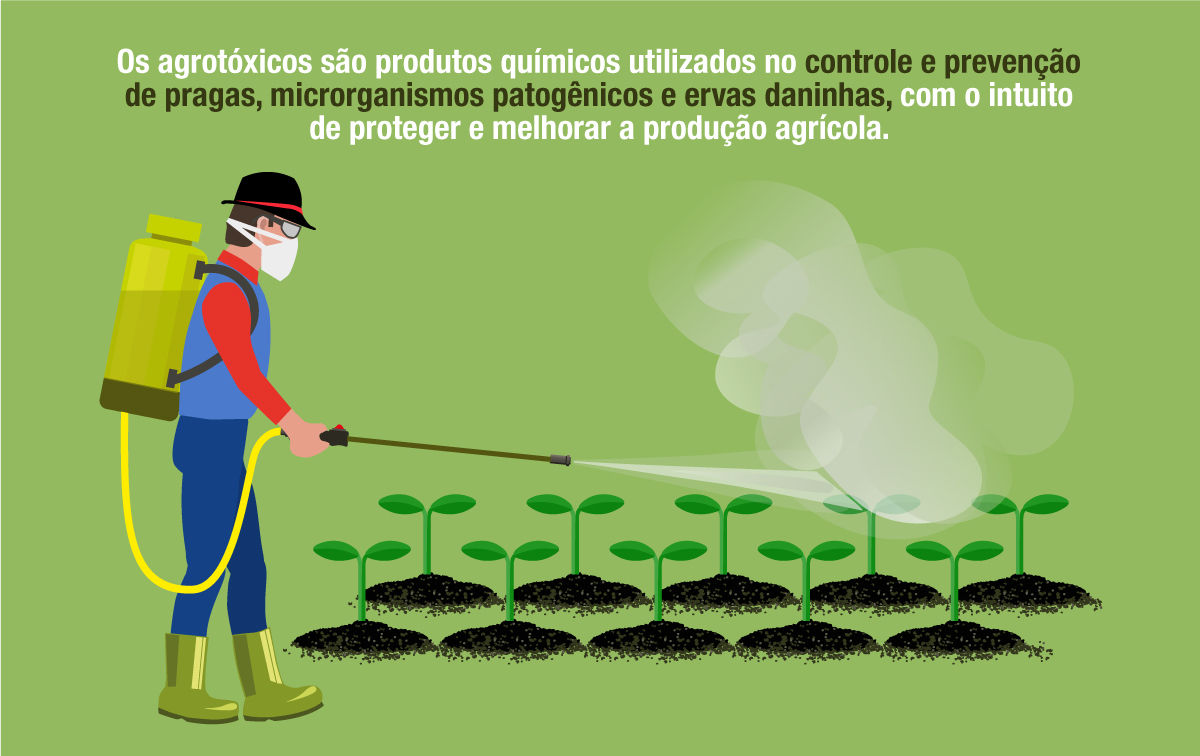 Os agrotóxicos são produtos químicos utilizados no controle e prevenção
de pragas, microrganismos patogênicos e ervas daninhas, com o intuito
de proteger e melhorar a produção agrícola.